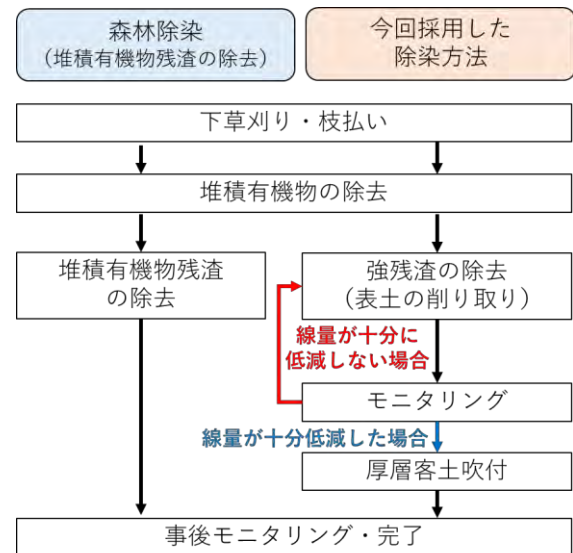 森林除染
（堆積有機物残渣の除去）
今回採用した
除染方法
下草刈り・枝払い
堆積有機物の除去
堆積有機物残渣
の除去
強残渣の除去
（表土の削り取り）
線量が十分に
低減しない場合
モニタリング
線量が十分低減した場合
厚層客土吹付
事後モニタリング・完了